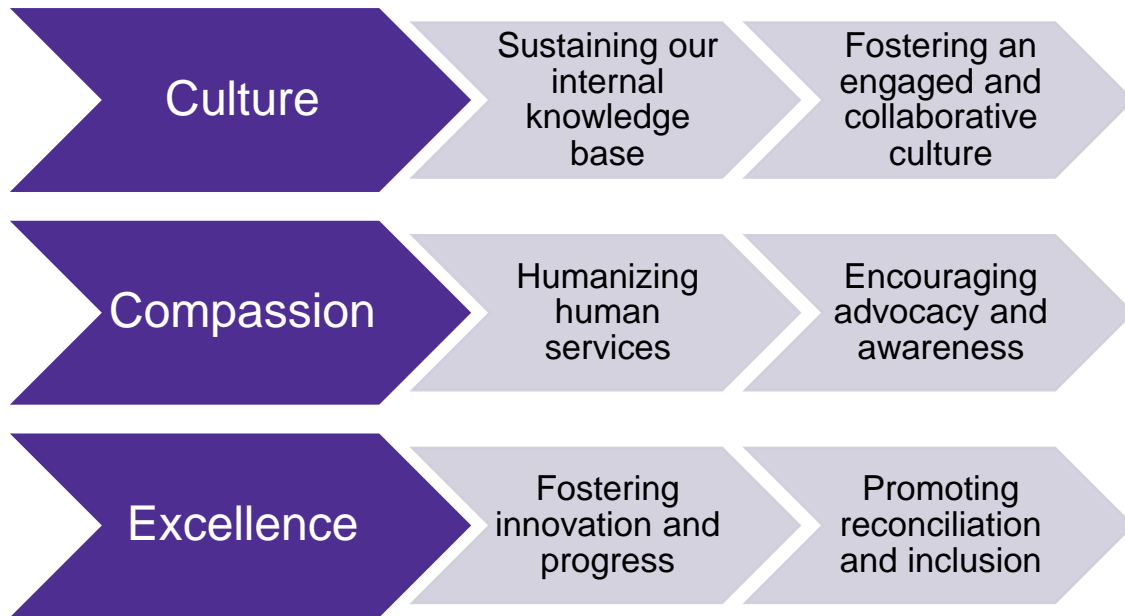 Culture
Sustaining our
internal
knowledge
base
Fostering an
engaged and
collaborative
culture
Compassion
Humanizing
human
services
Encouraging
advocacy and
awareness
Excellence
Fostering
innovation and
progress
Promoting
reconciliation
and inclusion